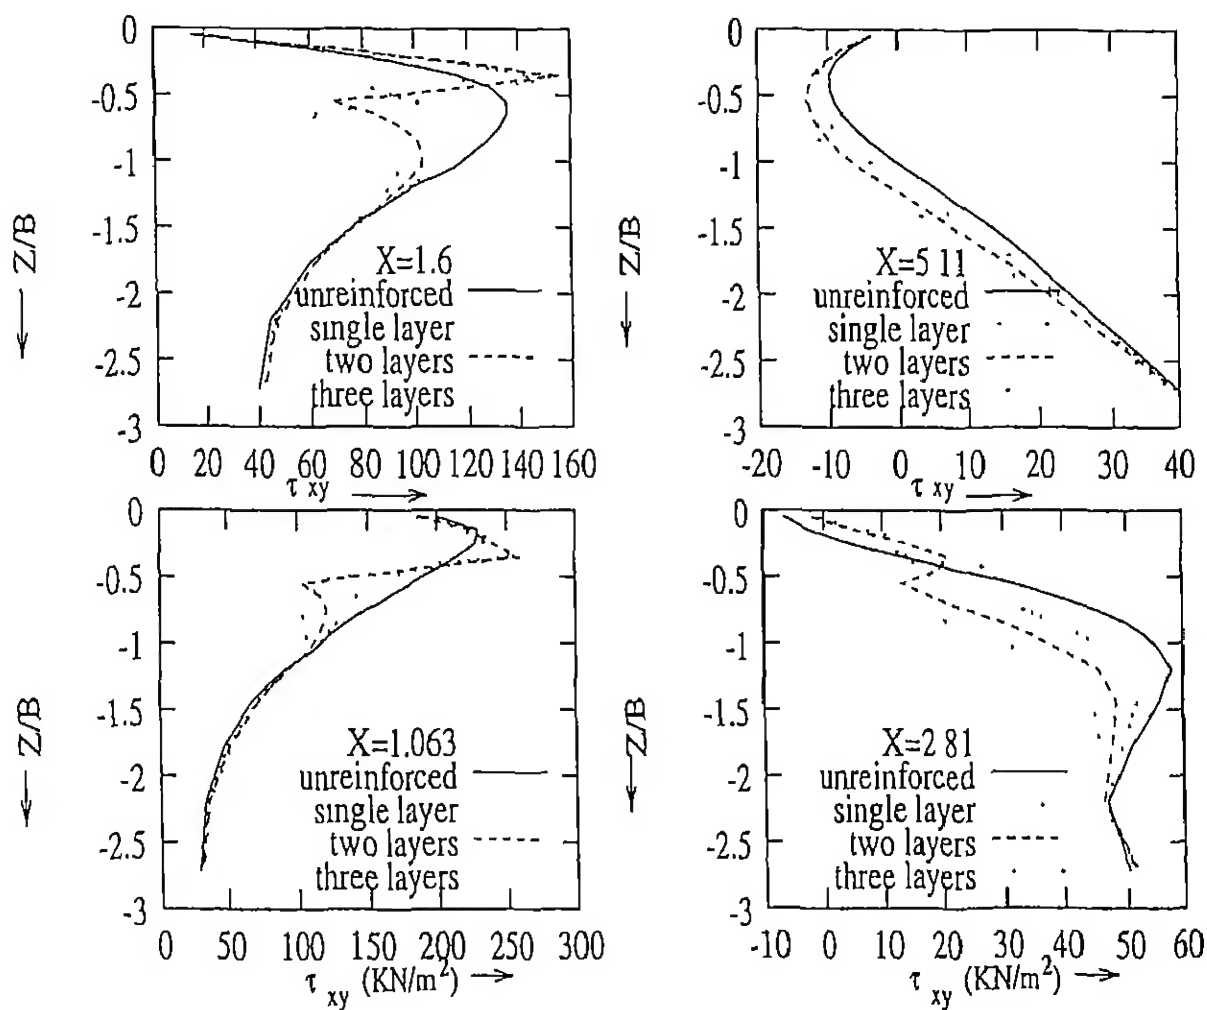 0
-0.5
-1
-1.5
-2
-2.5
-3
Z/B
X=1.6
unreinforced
single layer
two layers
three layers
0 20 40 60 80 100 120 140 160
τ xy
0
-0.5
-1
-1.5
-2
-2.5
-3
Z/B
X=5 11
unreinforced
single layer
two layers
three layers
-20 -10 0 10 20 30 40
τ xy
0
-0.5
-1
-1.5
-2
-2.5
-3
Z/B
X=1.063
unreinforced
single layer
two layers
three layers
0 50 100 150 200 250 300
τ xy (KN/m²)
0
-0.5
-1
-1.5
-2
-2.5
-3
Z/B
X=2 81
unreinforced
single layer
two layers
three layers
-10 0 10 20 30 40 50 60
τ xy (KN/m²)